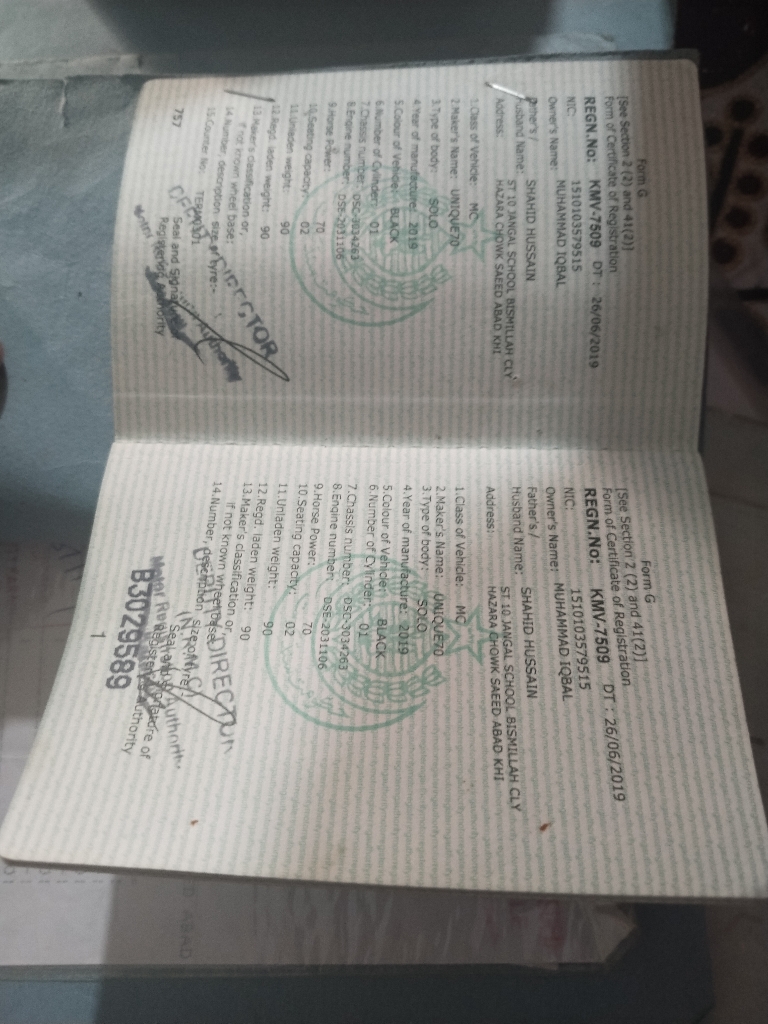 Form G
[See Section 2 (2) and 41(2)]
Form of Certificate of Registration
REGN.No: KMV-7509 DT : 26/06/2019
NIC: 1510103579515
Owner's Name: MUHAMMAD IQBAL
Owner's / SHAHID HUSSAIN
Husband Name:
Address: ST 10 JANGAL SCHOOL BISMILLAH CLY
HAZARA CHOWK SAEED ABAD KHI
1.Class of Vehicle: MC
2.Maker's Name: UNIQUE70
3.Type of body: SOLO
4.Year of manufacture: 2019
5.Colour of Vehicle: BLACK
6.Number of Cylinder: 01
7.Chassis number: DSC-3034263
8.Engine number: DSE-2031106
9.Horse Power: 70
10.Seating capacity: 02
11.Unladen weight: 90
12.Regd. laden weight: 90
13.Maker's classification or,
if not known wheel base:
14.Number, description size of tyre:-
15.Counter No:
757
Seal and
Registering Authority
DIRECTOR
Form G
[See Section 2 (2) and 41(2)]
Form of Certificate of Registration
REGN.No: KMV-7509 DT : 26/06/2019
NIC: 1510103579515
Owner's Name: MUHAMMAD IQBAL
Father's / SHAHID HUSSAIN
Husband Name:
Address: ST 10 JANGAL SCHOOL BISMILLAH CLY
HAZARA CHOWK SAEED ABAD KHI
1.Class of Vehicle: MC
2.Maker's Name: UNIQUE70
3.Type of body: SOLO
4.Year of manufacture: 2019
5.Colour of Vehicle: BLACK
6.Number of Cylinder: 01
7.Chassis number: DSC-3034263
8.Engine number: DSE-2031106
9.Horse Power: 70
10.Seating capacity: 02
11.Unladen weight: 90
12.Regd. laden weight: 90
13.Maker's classification or,
if not known wheel base:
14.Number, description size of tyre:
DIRECTOR
Signature of
Authority
B3029589
1